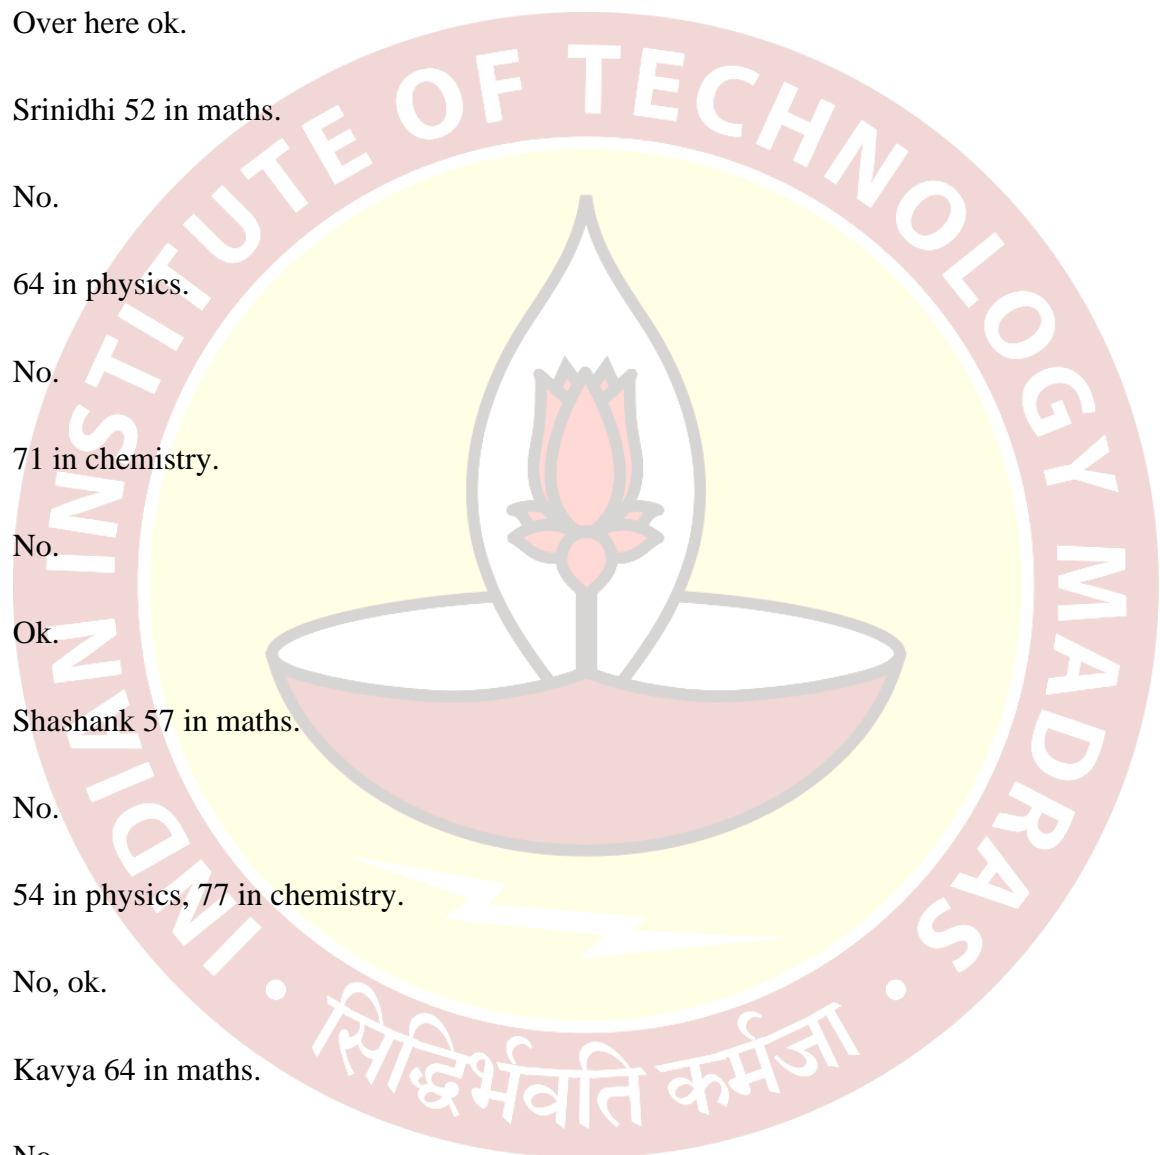 Over here ok.
Srinidhi 52 in maths.
No.
64 in physics.
No.
71 in chemistry.
No.
Ok.
Shashank 57 in maths.
No.
54 in physics, 77 in chemistry.
No, ok.
Kavya 64 in maths.
No.
INDIAN INSTITUTE OF TECHNOLOGY MADRAS
सिद्धिर्भवति कर्मजा